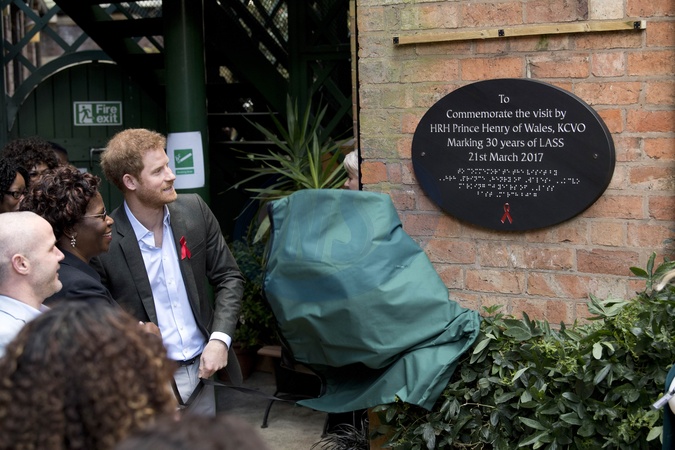 Fire
exit
To
Commemorate the visit by
HRH Prince Henry of Wales, KCVO
Marking 30 years of LASS
21st March 2017